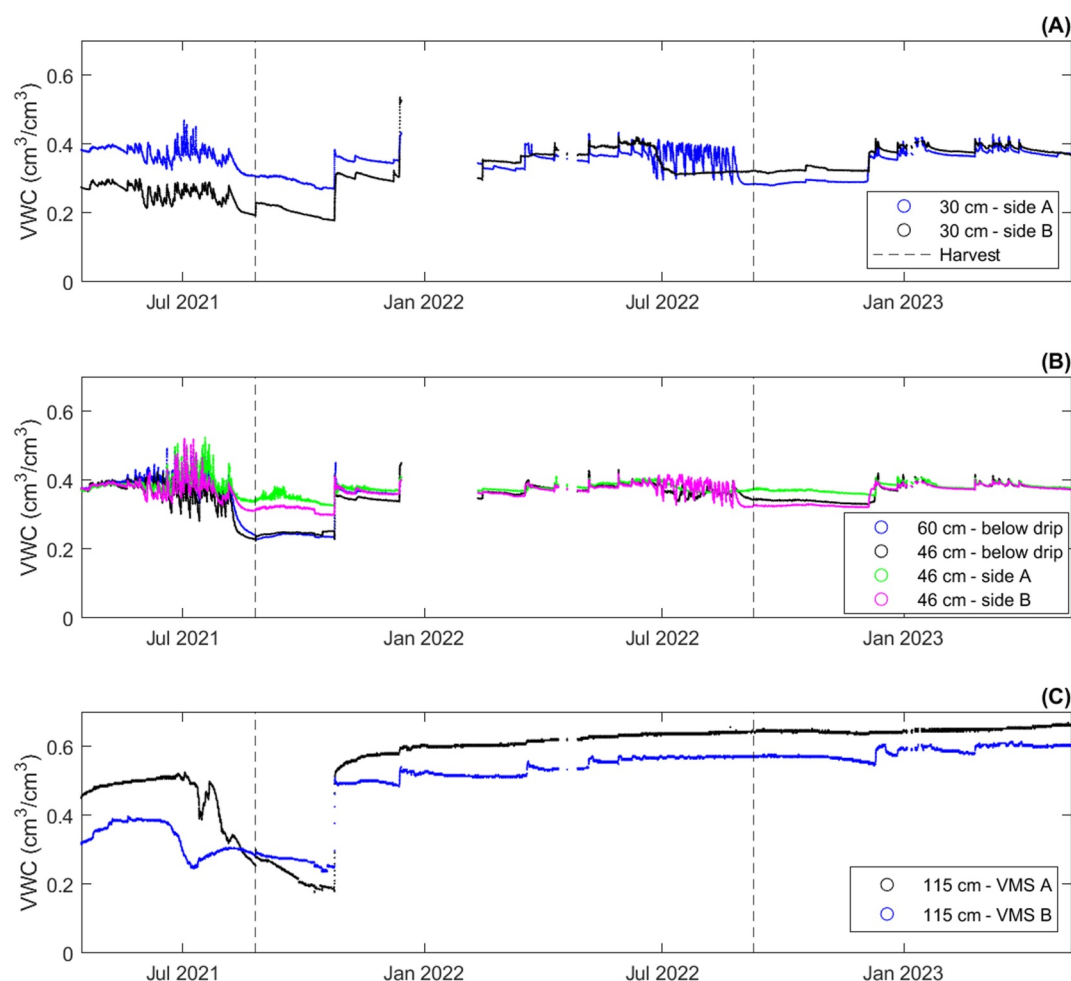 (A)
VWC (cm³/cm³)
0.6
0.4
0.2
0
Jul 2021
Jan 2022
Jul 2022
Jan 2023
30 cm - side A
30 cm - side B
Harvest
(B)
VWC (cm³/cm³)
0.6
0.4
0.2
0
Jul 2021
Jan 2022
Jul 2022
Jan 2023
60 cm - below drip
46 cm - below drip
46 cm - side A
46 cm - side B
(C)
VWC (cm³/cm³)
0.6
0.4
0.2
0
Jul 2021
Jan 2022
Jul 2022
Jan 2023
115 cm - VMS A
115 cm - VMS B